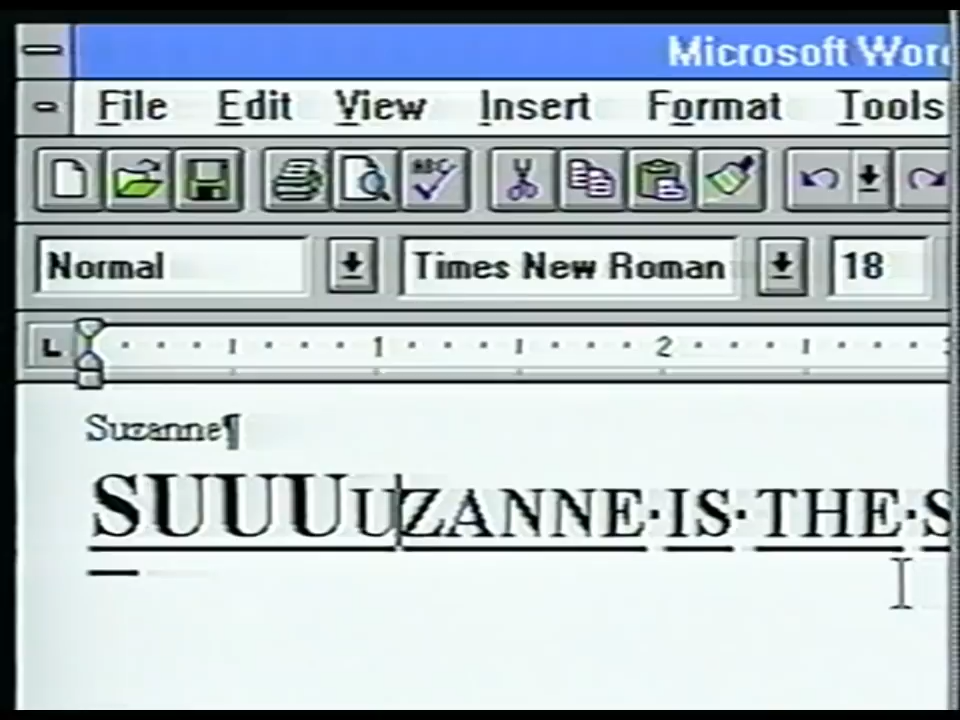 Microsoft Word
File Edit View Insert Format Tools
ABC
Normal Times New Roman 18
L 1 2
Suzanne¶
SUUUUZANNE·IS·THE·S